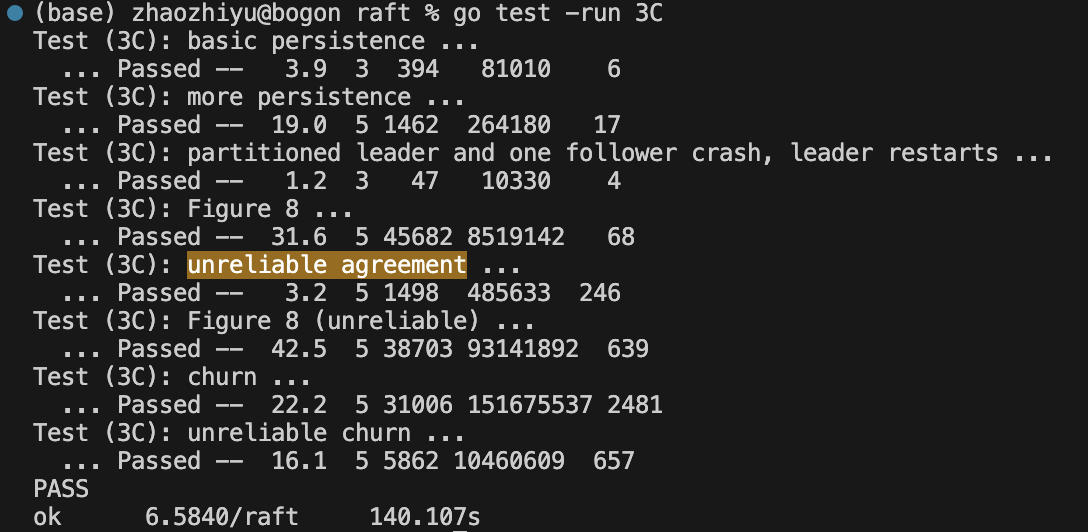 (base) zhaozhiyu@bogon raft % go test -run 3C
Test (3C): basic persistence ...
  ... Passed --   3.9  3  394   81010    6
Test (3C): more persistence ...
  ... Passed --  19.0  5 1462  264180   17
Test (3C): partitioned leader and one follower crash, leader restarts ...
  ... Passed --   1.2  3   47   10330    4
Test (3C): Figure 8 ...
  ... Passed --  31.6  5 45682 8519142   68
Test (3C): unreliable agreement ...
  ... Passed --   3.2  5 1498  485633  246
Test (3C): Figure 8 (unreliable) ...
  ... Passed --  42.5  5 38703 93141892  639
Test (3C): churn ...
  ... Passed --  22.2  5 31006 151675537 2481
Test (3C): unreliable churn ...
  ... Passed --  16.1  5 5862 10460609  657
PASS
ok      6.5840/raft     140.107s